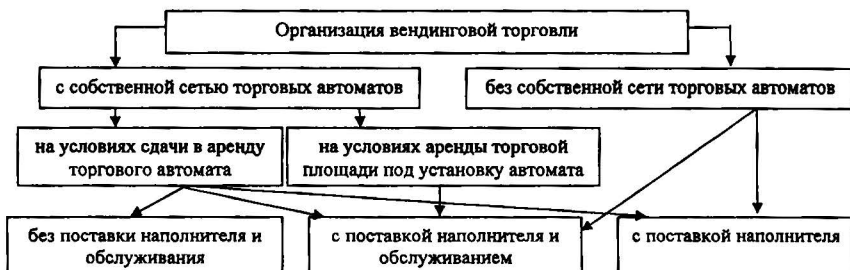 Организация вендинговой торговли
с собственной сетью торговых автоматов
без собственной сети торговых автоматов
на условиях сдачи в аренду
торгового автомата
на условиях аренды торговой
площади под установку автомата
без поставки наполнителя и
обслуживания
с поставкой наполнителя и
обслуживанием
с поставкой наполнителя